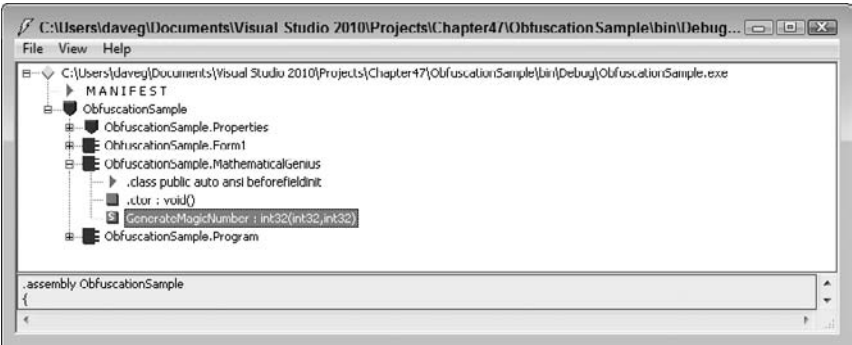 C:\Users\daveg\Documents\Visual Studio 2010\Projects\Chapter47\ObfuscationSample\bin\Debug...
File View Help
C:\Users\daveg\Documents\Visual Studio 2010\Projects\Chapter47\ObfuscationSample\bin\Debug\ObfuscationSample.exe
MANIFEST
ObfuscationSample
ObfuscationSample.Properties
ObfuscationSample.Form1
ObfuscationSample.MathematicalGenius
.class public auto ansi beforefieldinit
.ctor : void()
S GenerateMagicNumber : int32(int32,int32)
ObfuscationSample.Program
.assembly ObfuscationSample
{